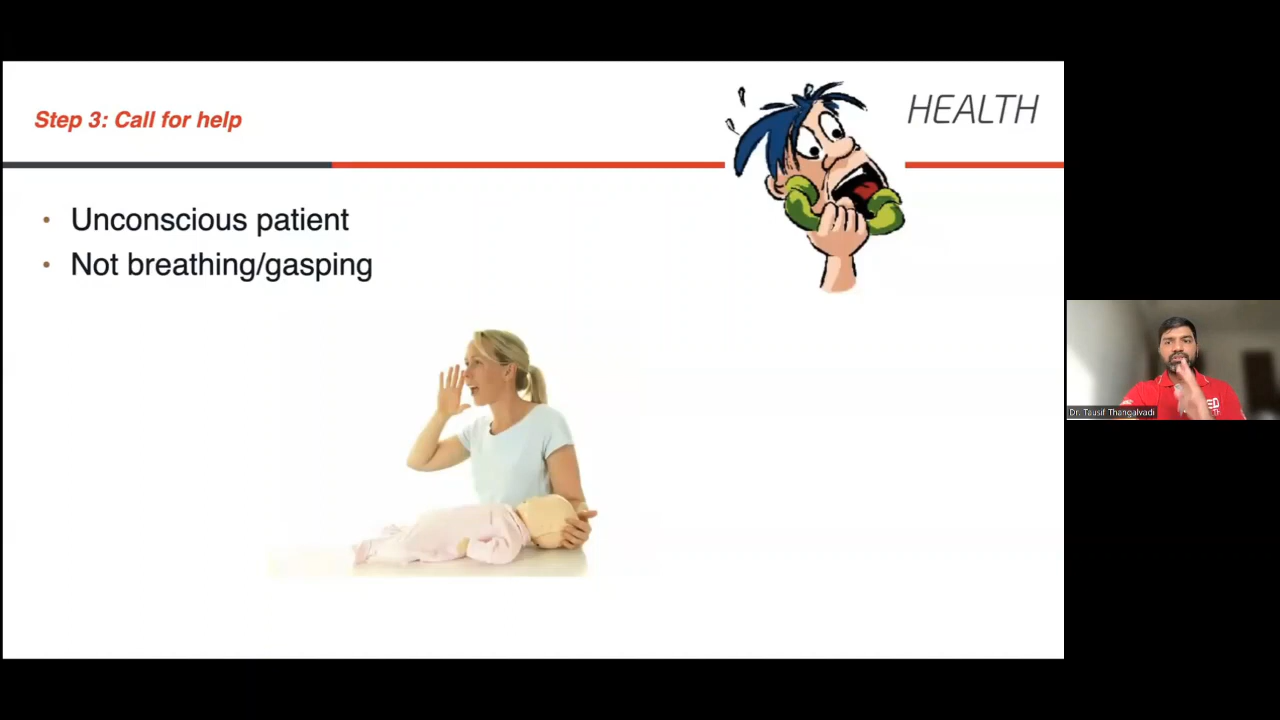 Step 3: Call for help
HEALTH
• Unconscious patient
• Not breathing/gasping
Dr. Tausif Thangalvadi